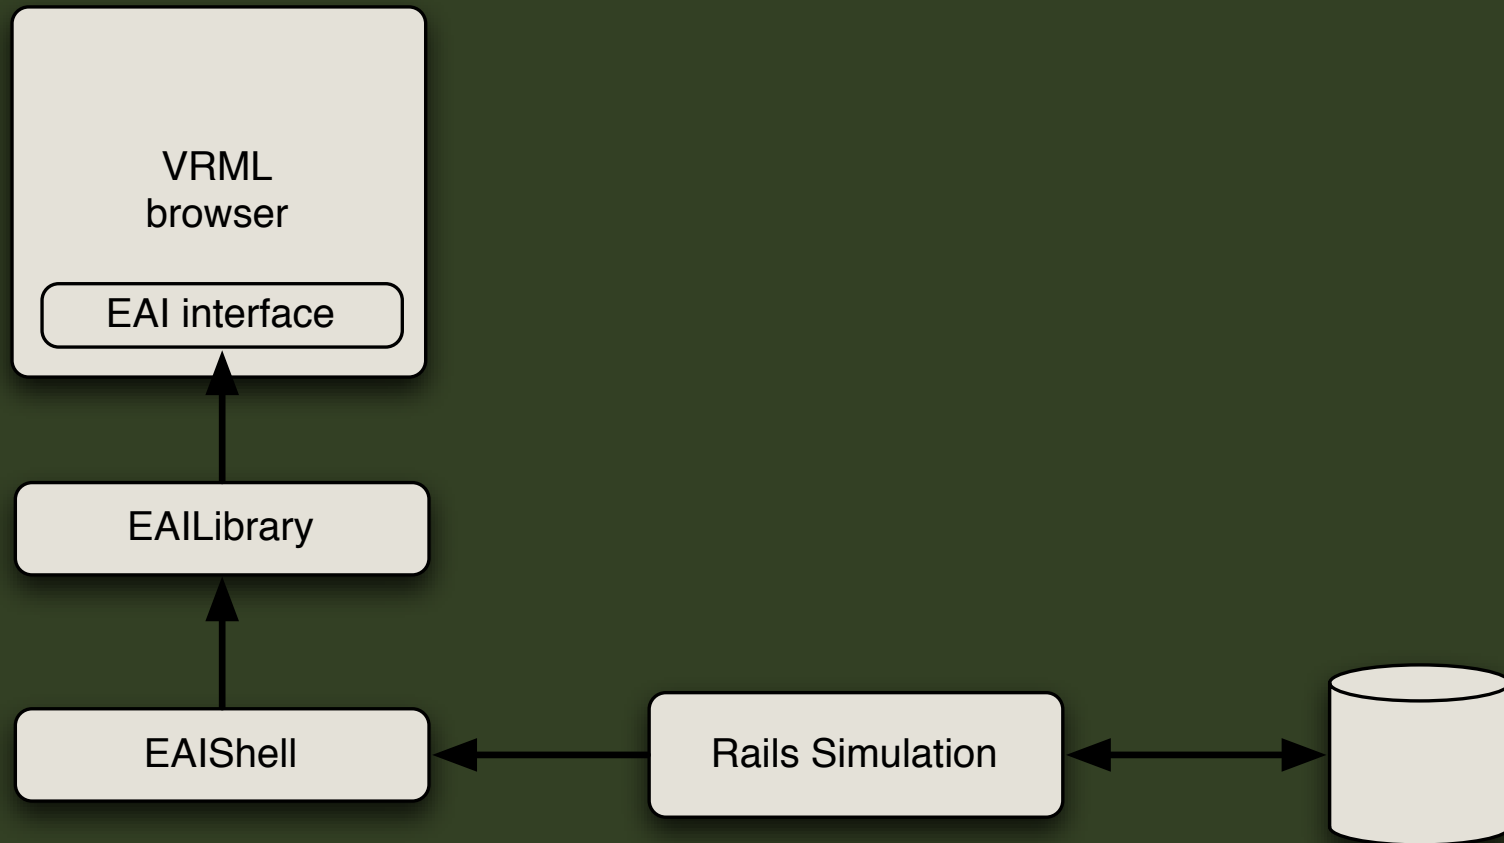 VRML
browser
EAI interface
EAILibrary
EAIShell
Rails Simulation